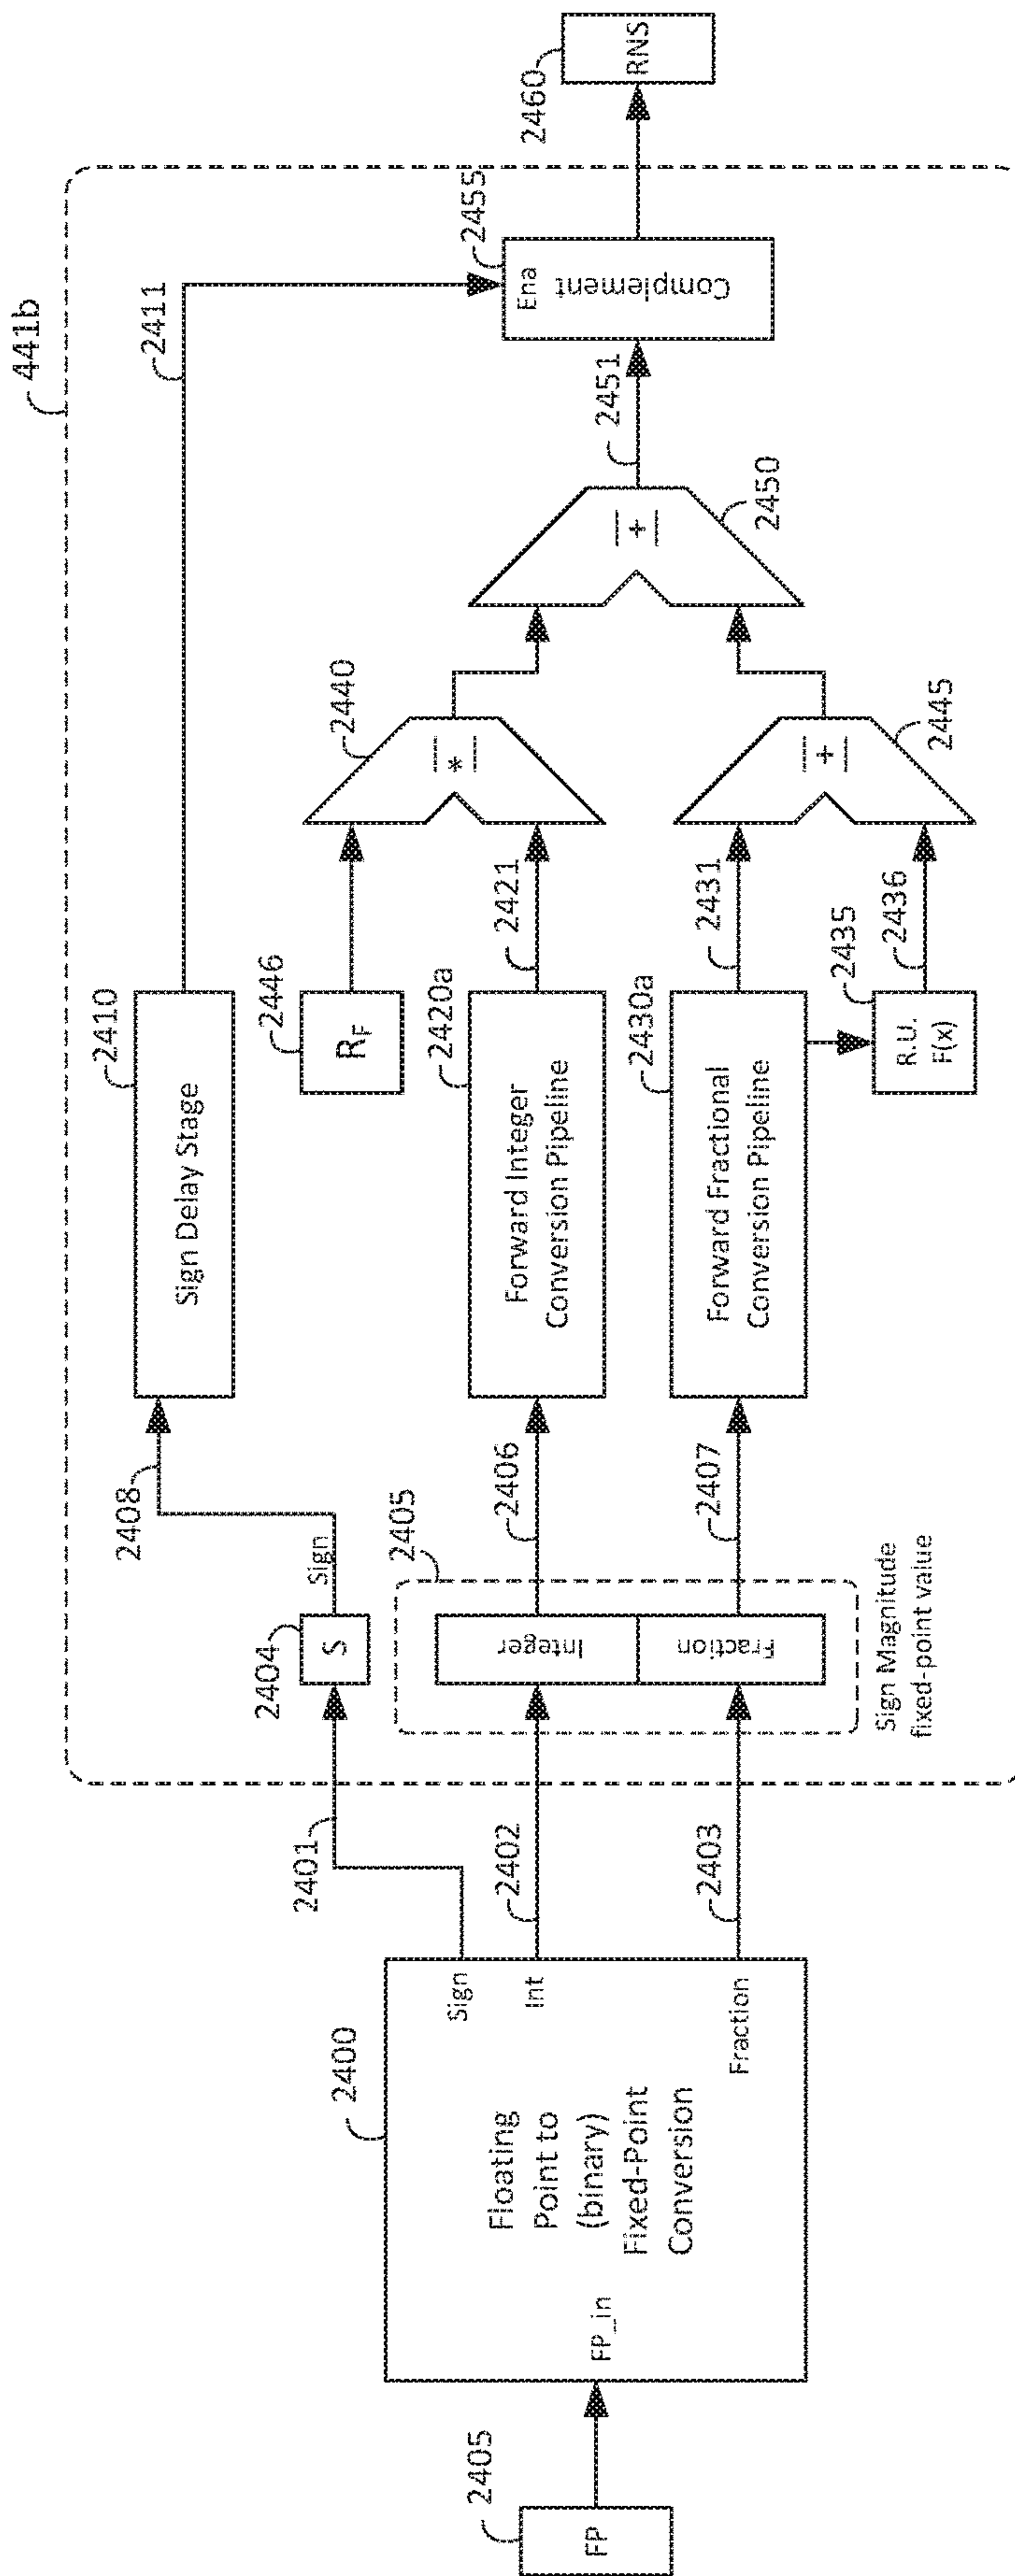 441b
2405
FP
2400
FP_in
Floating
Point to
(binary)
Fixed-Point
Conversion
Sign
Int
Fraction
2401
2402
2403
2404
S
Sign
2405
Integer
Fraction
Sign Magnitude
fixed-point value
2408
2406
2407
2410
Sign Delay Stage
2411
2446
RF
2420a
Forward Integer
Conversion Pipeline
2421
2430a
Forward Fractional
Conversion Pipeline
2431
2435
R.U.
F(x)
2436
2440
*
2445
+
2450
+
2451
2455
Ena
Complement
2460
RNS